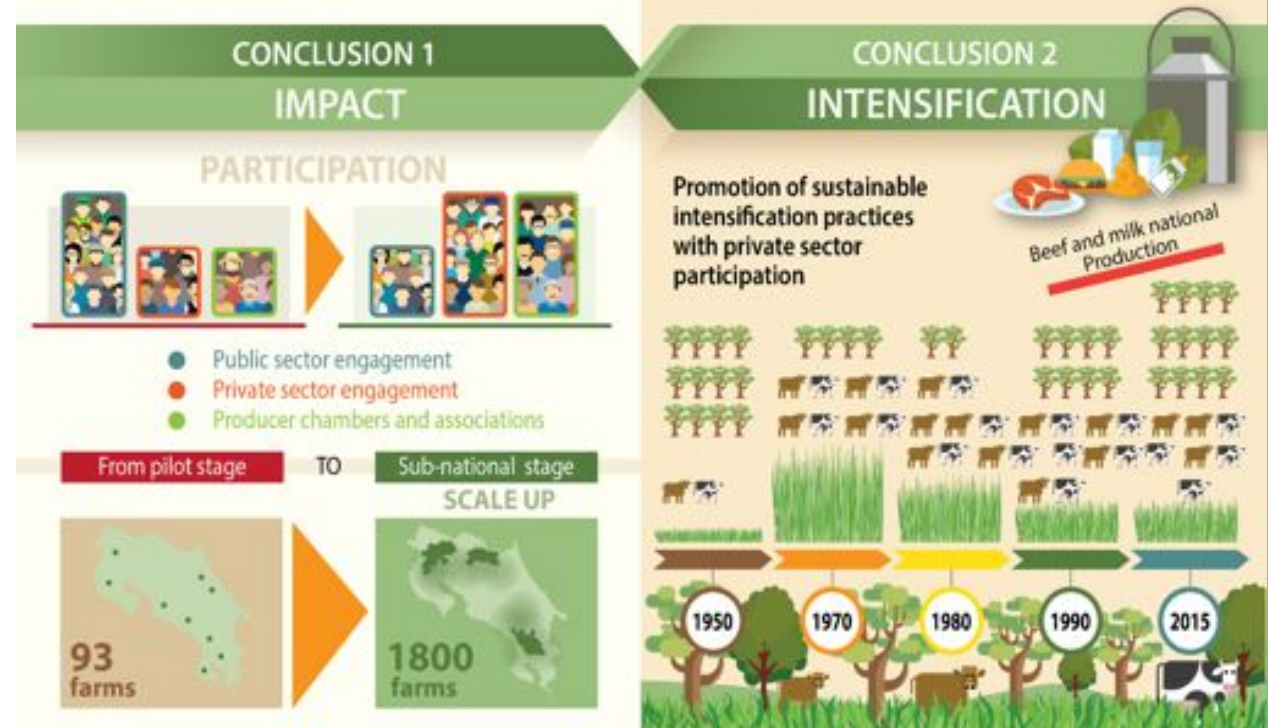 CONCLUSION 1
IMPACT
PARTICIPATION
Public sector engagement
Private sector engagement
Producer chambers and associations
From pilot stage
TO
Sub-national stage
SCALE UP
93
farms
1800
farms
CONCLUSION 2
INTENSIFICATION
Promotion of sustainable
intensification practices
with private sector
participation
Beef and milk national
Production
1950
1970
1980
1990
2015